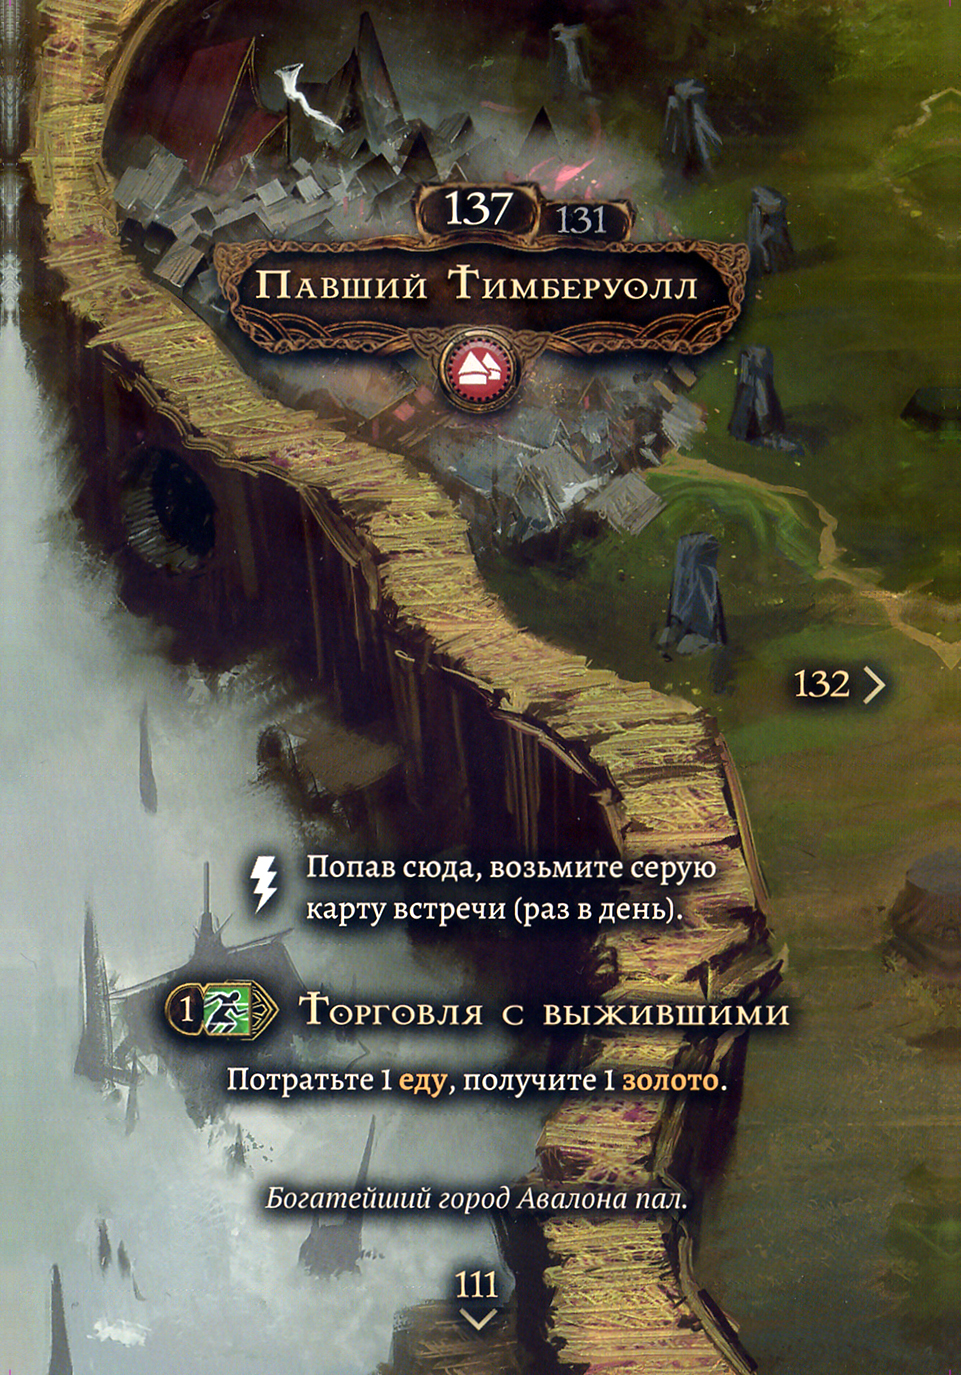 137 131
Павший Тимберуолл
132
Попав сюда, возьмите серую
карту встречи (раз в день).
1 Торговля с выжившими
Потратьте 1 еду, получите 1 золото.
Богатейший город Авалона пал.
111